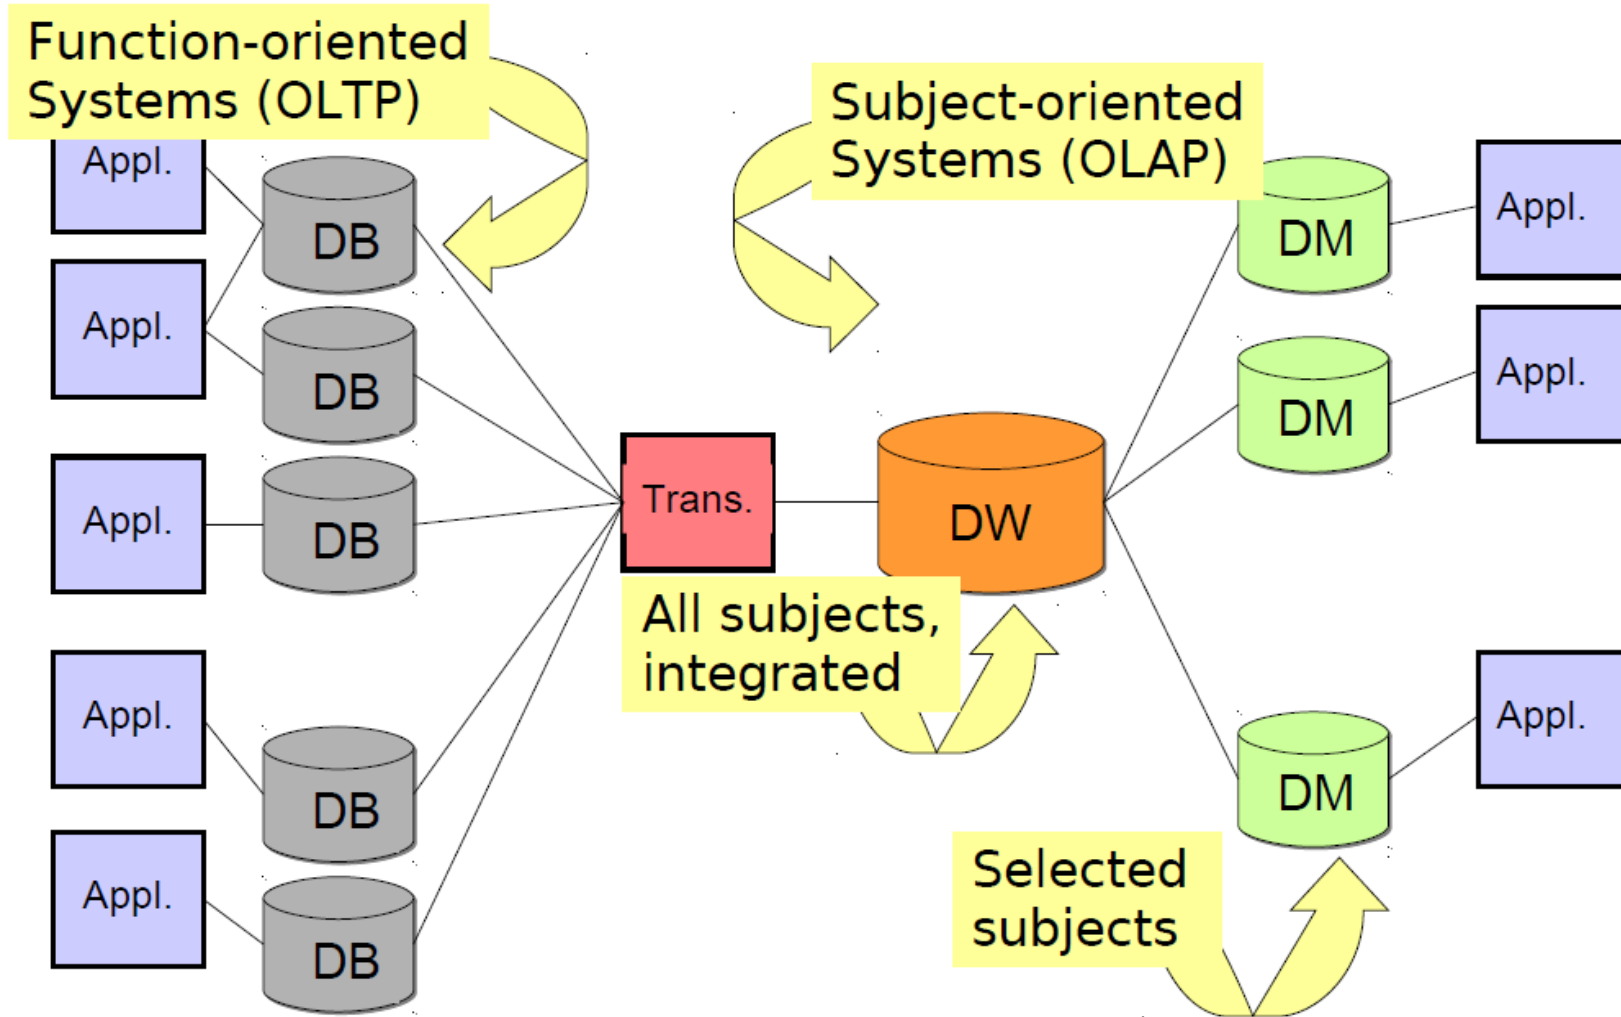 Function-oriented
Systems (OLTP)
Subject-oriented
Systems (OLAP)
Appl.
DB
DM
Appl.
Appl.
DB
DM
Appl.
Appl.
DB
Trans.
DW
All subjects,
integrated
Appl.
DB
DM
Appl.
Appl.
DB
Selected
subjects